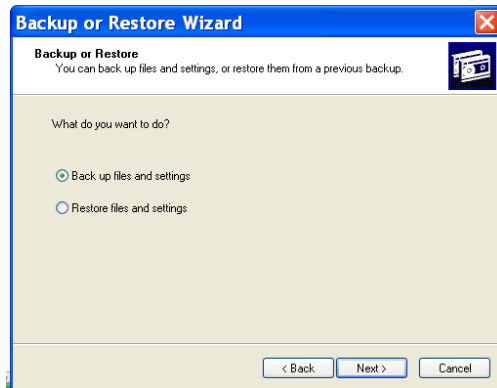 Backup or Restore Wizard
Backup or Restore
You can back up files and settings, or restore them from a previous backup.
What do you want to do?
Back up files and settings
Restore files and settings
< Back Next > Cancel